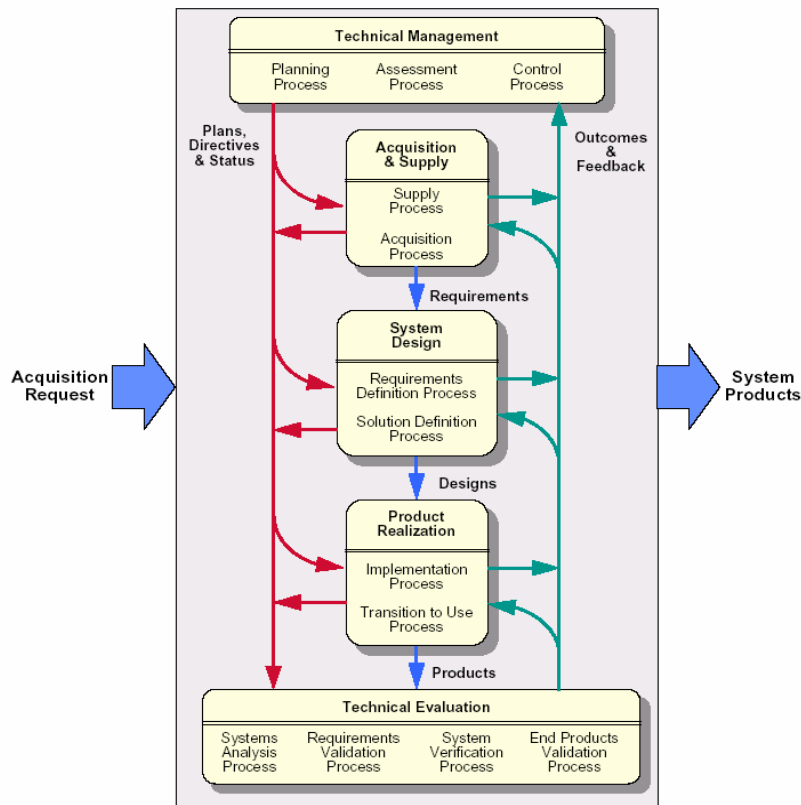 Technical Management
Planning
Process
Assessment
Process
Control
Process
Plans,
Directives
& Status
Outcomes
&
Feedback
Acquisition
& Supply
Supply
Process
Acquisition
Process
Requirements
System
Design
Requirements
Definition Process
Solution Definition
Process
Acquisition
Request
System
Products
Designs
Product
Realization
Implementation
Process
Transition to Use
Process
Products
Technical Evaluation
Systems
Analysis
Process
Requirements
Validation
Process
System
Verification
Process
End Products
Validation
Process